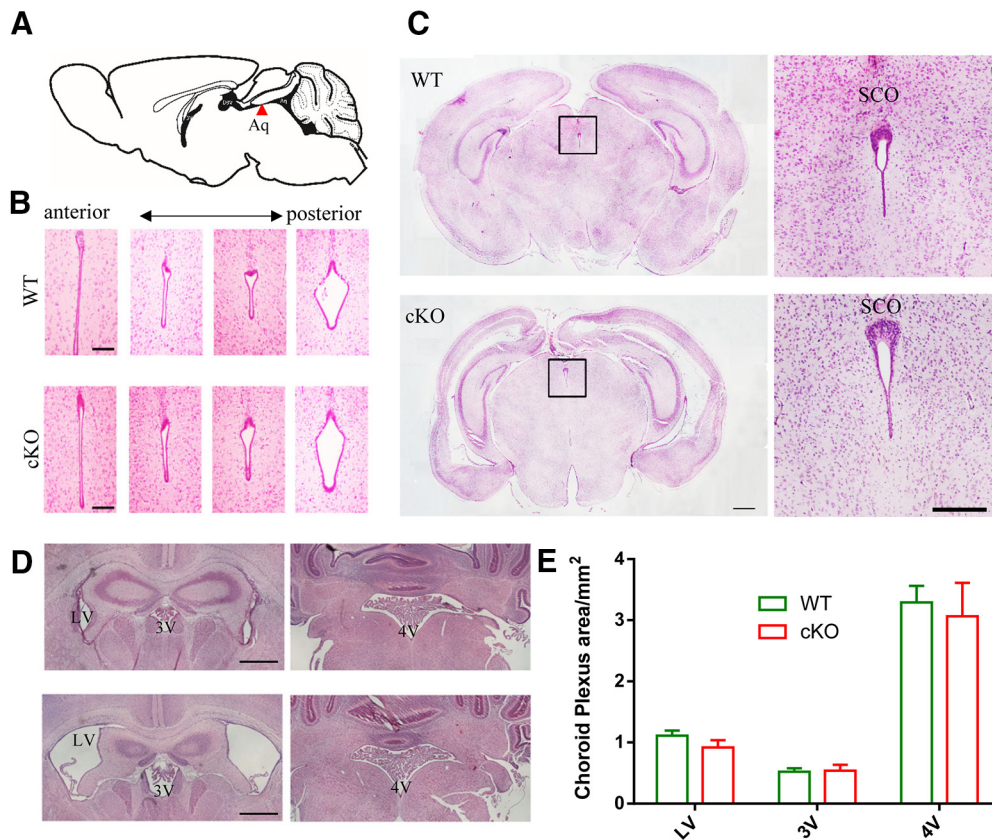 A
Aq
B
anterior
posterior
WT
cKO
C
WT
SCO
cKO
SCO
D
LV
3V
4V
LV
3V
4V
E
Choroid Plexus area/mm²
4
3
2
1
0
WT
cKO
LV
3V
4V